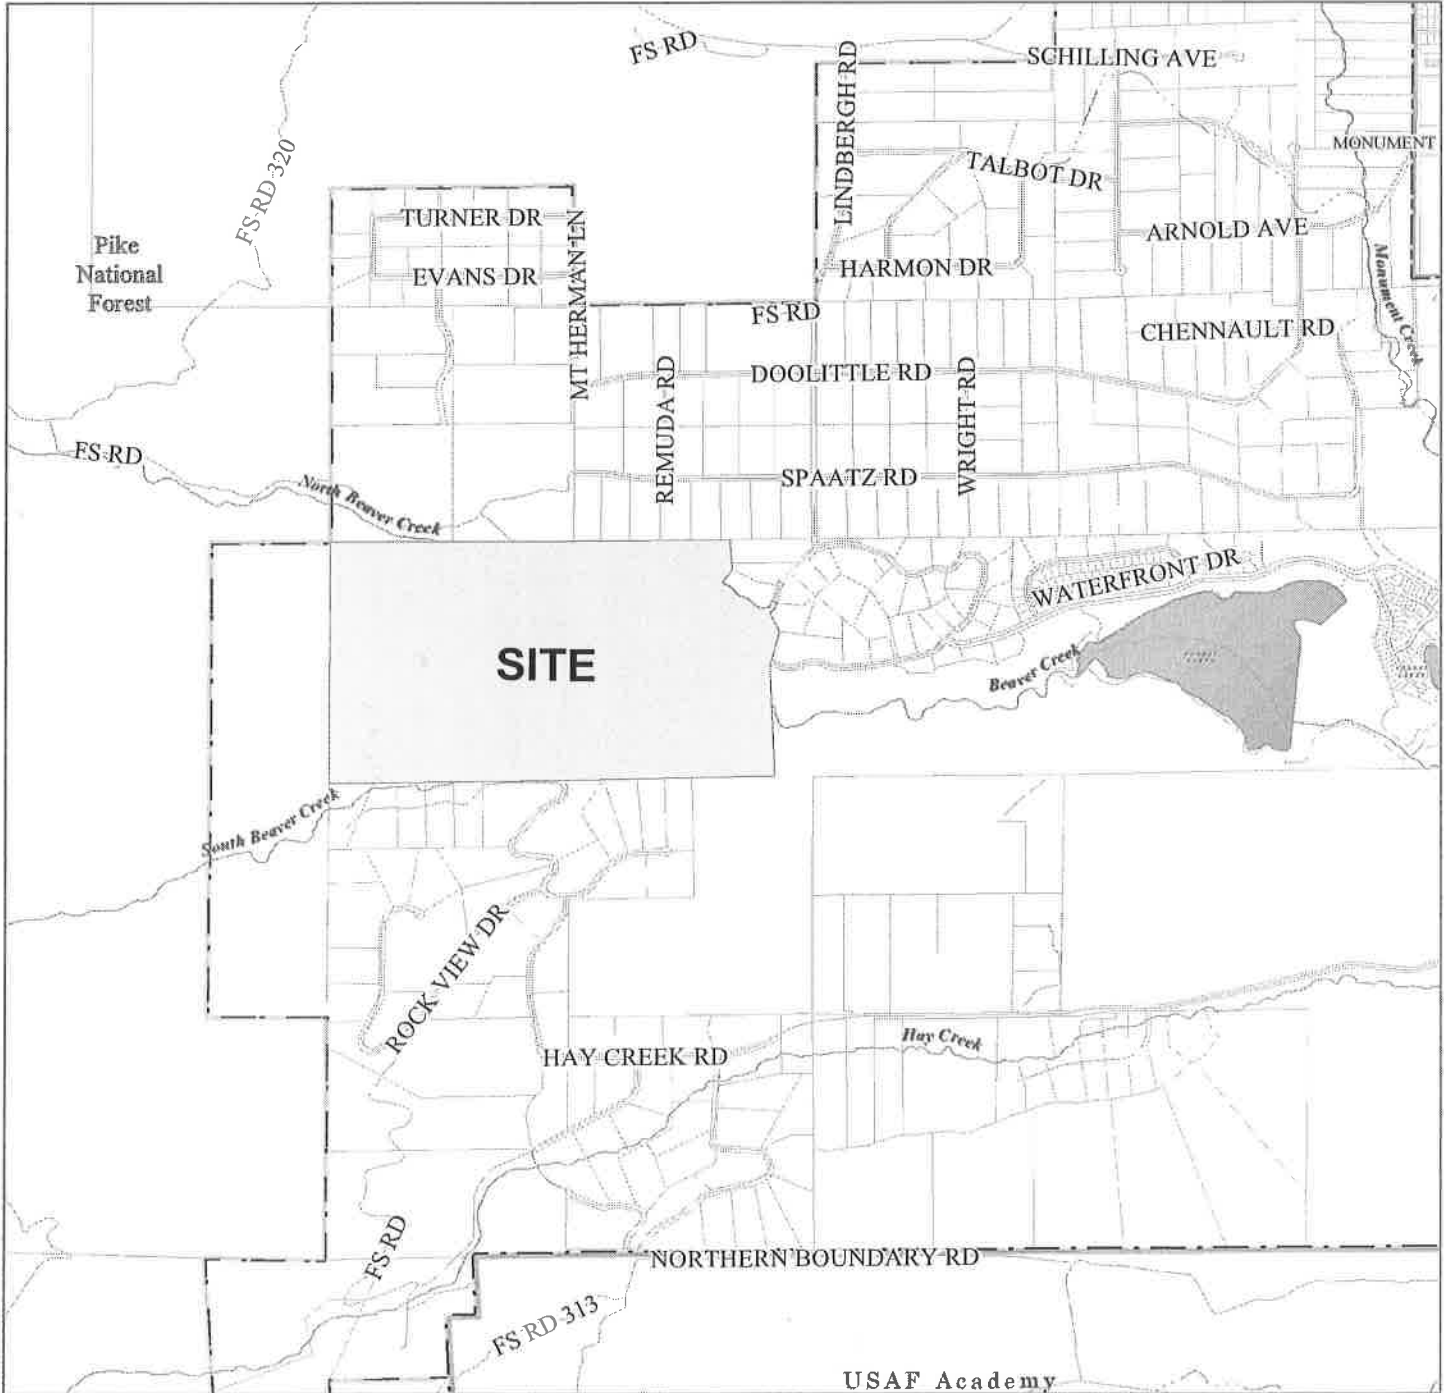 FS RD
LINDBERGH RD
SCHILLING AVE
FS RD 320
MONUMENT
TALBOT DR
TURNER DR
MT HERMAN LN
ARNOLD AVE
Pike
National
Forest
EVANS DR
HARMON DR
Monument Creek
FS RD
CHENNAULT RD
REMUDA RD
DOOLITTLE RD
WRIGHT RD
FS RD
North Beaver Creek
SPAATZ RD
WATERFRONT DR
SITE
Beaver Creek
South Beaver Creek
ROCK VIEW DR
Hay Creek
HAY CREEK RD
FS RD
NORTHERN BOUNDARY RD
FS RD 313
USAF Academy